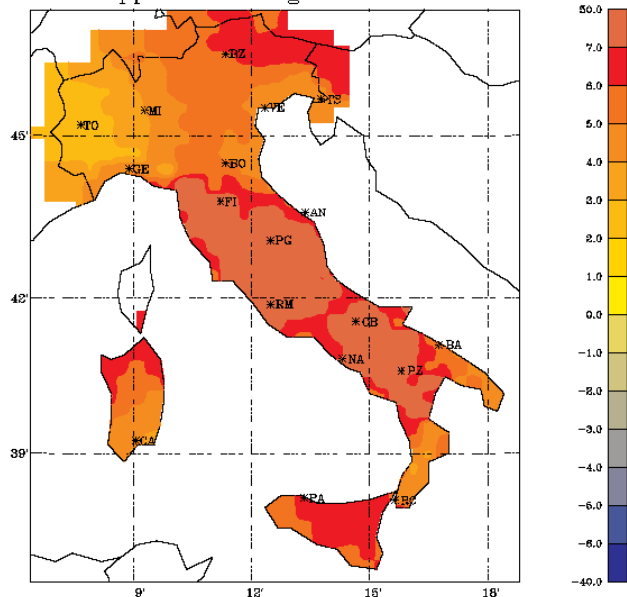 50.0
BZ
7.0
6.0
VE
TS
MI
5.0
TO
45'
4.0
BO
GE
3.0
FI
AN
2.0
PG
1.0
42'
RM
0.0
CB
BA
-1.0
NA
PZ
-2.0
CA
39'
-3.0
-4.0
PA
RC
-5.0
-6.0
-40.0
9'
12'
15'
18'